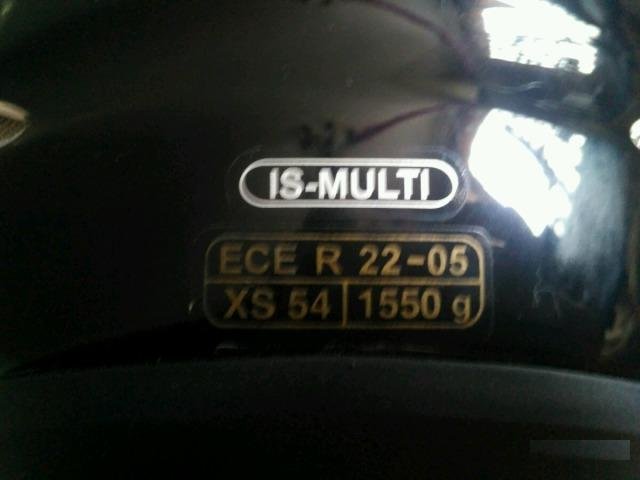 IS-MULTI
ECE R 22-05
XS 54 1550 g